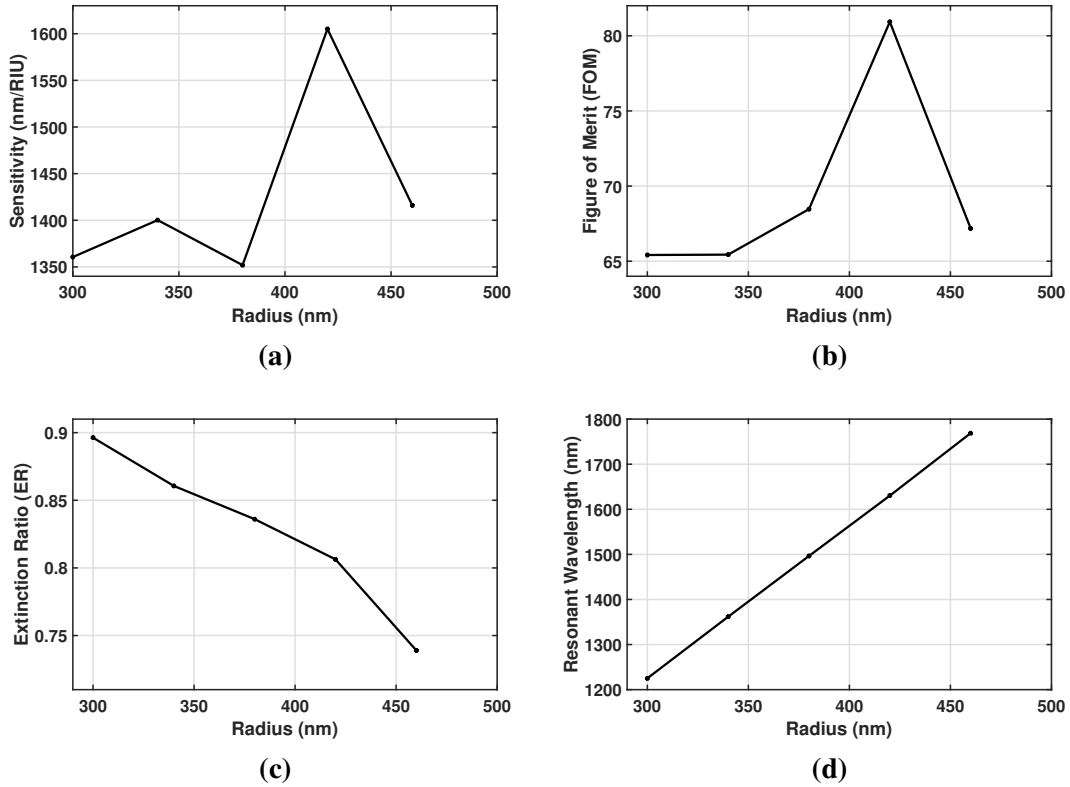 1600
1550
1500
1450
1400
1350
Sensitivity (nm/RIU)
300 350 400 450 500
Radius (nm)
(a)
80
75
70
65
Figure of Merit (FOM)
300 350 400 450 500
Radius (nm)
(b)
0.9
0.85
0.8
0.75
Extinction Ratio (ER)
300 350 400 450 500
Radius (nm)
(c)
1800
1700
1600
1500
1400
1300
1200
Resonant Wavelength (nm)
300 350 400 450 500
Radius (nm)
(d)